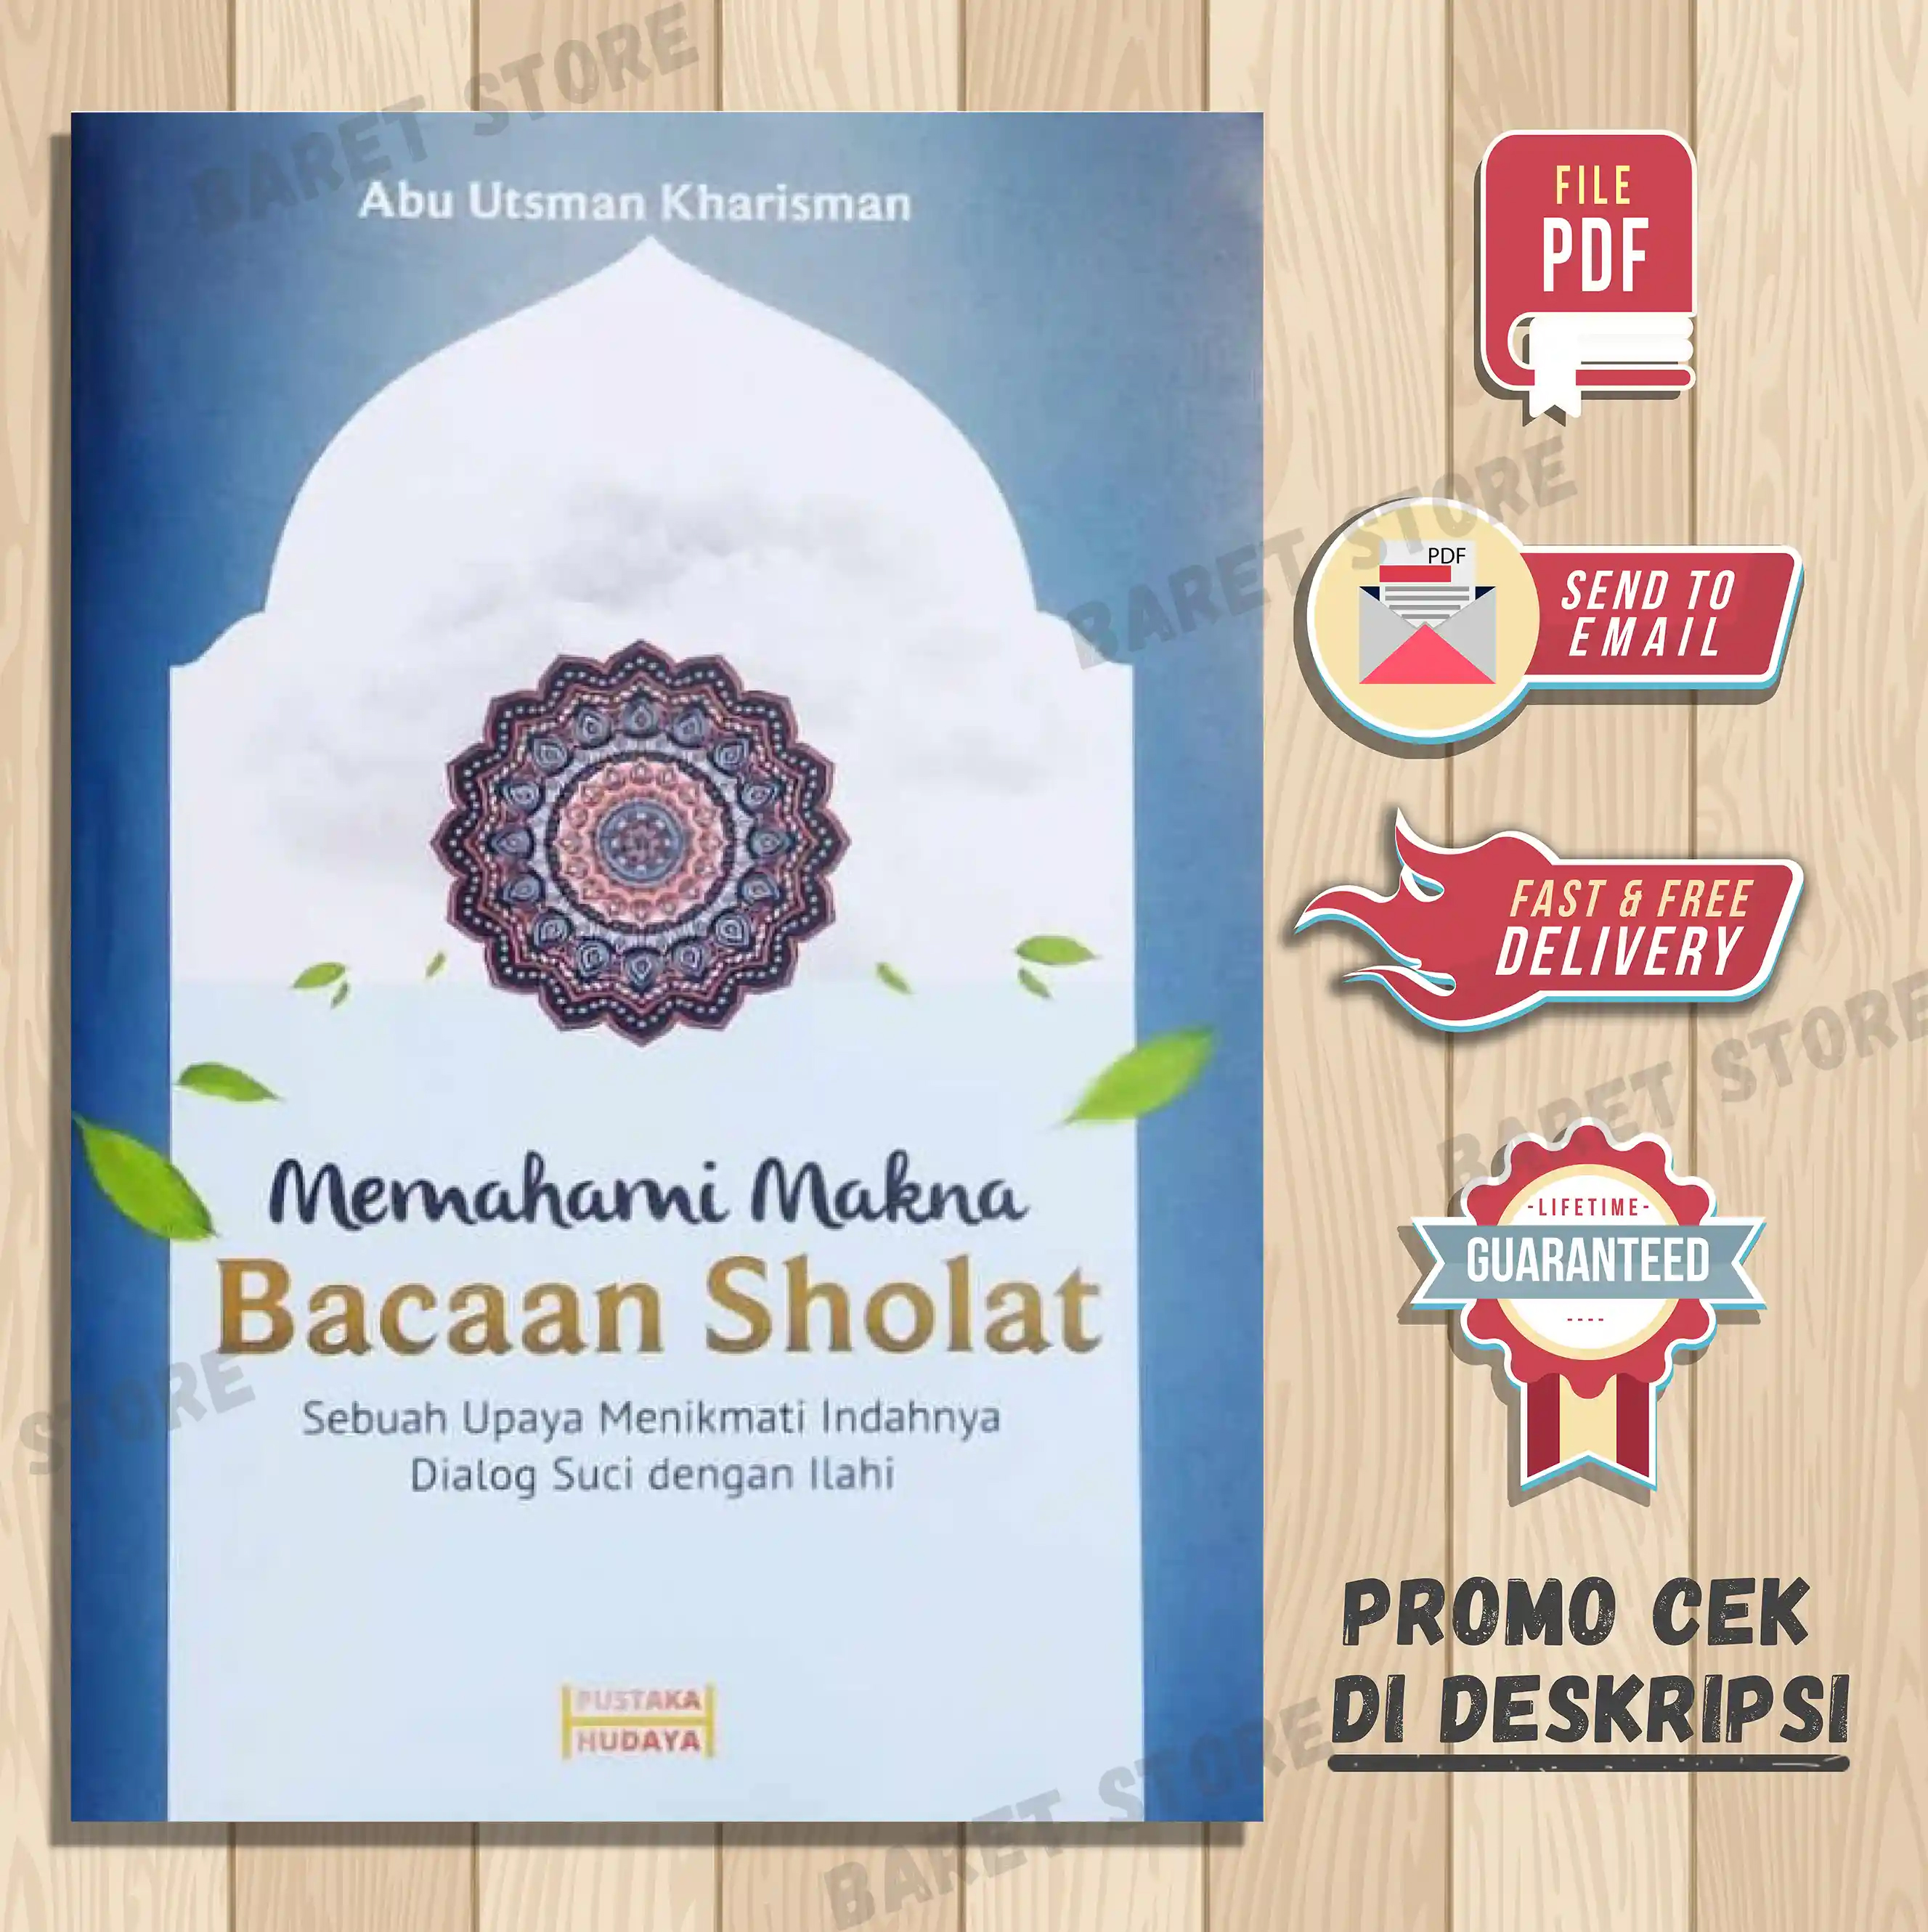 Abu Utsman Kharisman
Memahami Makna
Bacaan Sholat
Sebuah Upaya Menikmati Indahnya
Dialog Suci dengan Ilahi
PUSTAKA
HUDAYA
FILE
PDF
PDF
SEND TO
EMAIL
FAST & FREE
DELIVERY
-LIFETIME-
GUARANTEED
----
PROMO CEK
DI DESKRIPSI
BARET STORE
BARET STORE
BARET STORE
STORE
BARET STORE